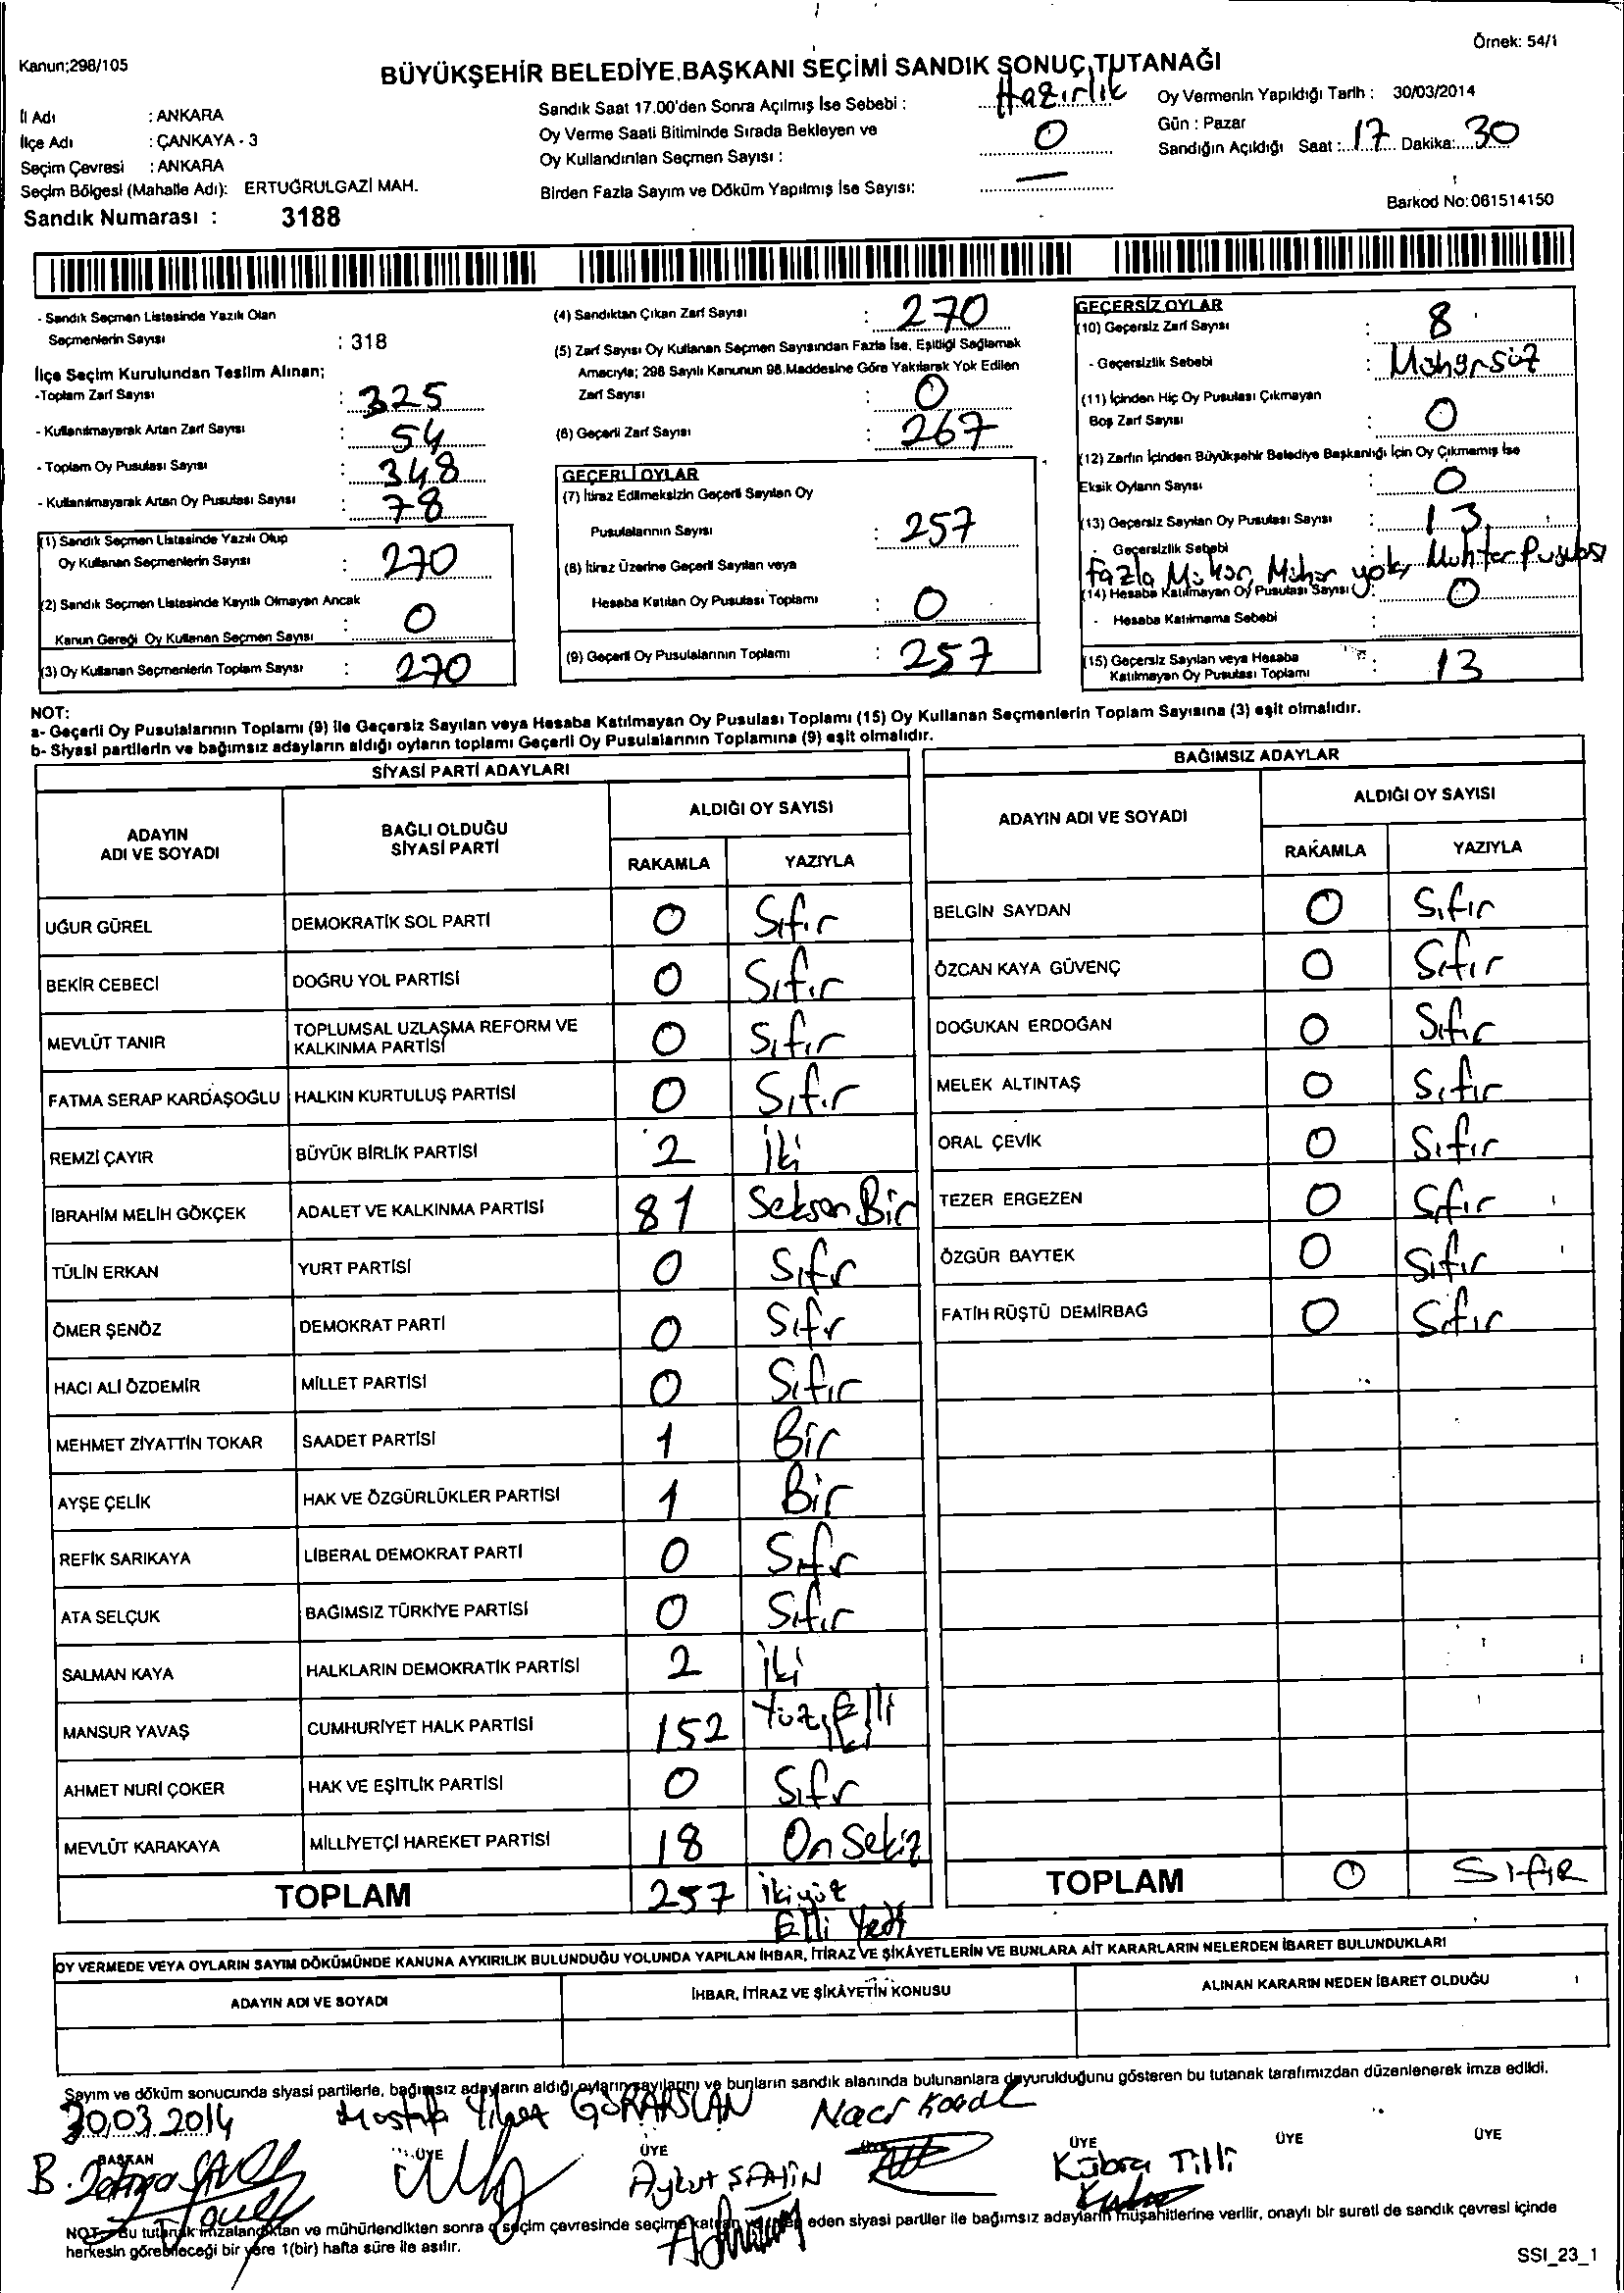 Örnek: 54/1
Kanun;298/105
BÜYÜKŞEHİR BELEDİYE BAŞKANI SEÇİMİ SANDIK SONUÇ TUTANAĞI
İl Adı : ANKARA
İlçe Adı : ÇANKAYA - 3
Seçim Çevresi : ANKARA
Seçim Bölgesi (Mahalle Adı): ERTUĞRULGAZİ MAH.
Sandık Numarası : 3188
Sandık Saat 17.00'den Sonra Açılmış İse Sebebi : Hazırlık
Oy Verme Saati Bitiminde Sırada Bekleyen ve
Oy Kullandırılan Seçmen Sayısı : 0
Birden Fazla Sayım ve Döküm Yapılmış İse Sayısı: —
Oy Vermenin Yapıldığı Tarih : 30/03/2014
Gün : Pazar
Sandığın Açıldığı Saat : 17 Dakika: 30
Barkod No:061514150
- Sandık Seçmen Listesinde Yazılı Olan
Seçmenlerin Sayısı : 318
İlçe Seçim Kurulundan Teslim Alınan;
-Toplam Zarf Sayısı : 325
- Kullanılmayarak Artan Zarf Sayısı : 54
- Toplam Oy Pusulası Sayısı : 348
- Kullanılmayarak Artan Oy Pusulası Sayısı : 78
(1) Sandık Seçmen Listesinde Yazılı Olup
Oy Kullanan Seçmenlerin Sayısı : 270
(2) Sandık Seçmen Listesinde Kayıtlı Olmayan Ancak
Kanun Gereği Oy Kullanan Seçmen Sayısı : 0
(3) Oy Kullanan Seçmenlerin Toplam Sayısı : 270
(4) Sandıktan Çıkan Zarf Sayısı : 270
(5) Zarf Sayısı Oy Kullanan Seçmen Sayısından Fazla İse, Eşitliği Sağlamak
Amacıyla; 298 Sayılı Kanunun 98.Maddesine Göre Yakılarak Yok Edilen
Zarf Sayısı : 0
(6) Geçerli Zarf Sayısı : 267
GEÇERLİ OYLAR
(7) İtiraz Edilmeksizin Geçerli Sayılan Oy
Pusulalarının Sayısı : 257
(8) İtiraz Üzerine Geçerli Sayılan veya
Hesaba Katılan Oy Pusulası Toplamı : 0
(9) Geçerli Oy Pusulalarının Toplamı : 257
GEÇERSİZ OYLAR
(10) Geçersiz Zarf Sayısı : 8
- Geçersizlik Sebebi : Mühürsüz
(11) İçinden Hiç Oy Pusulası Çıkmayan
Boş Zarf Sayısı : 0
(12) Zarfın İçinden Büyükşehir Belediye Başkanlığı İçin Oy Çıkmamış İse
Eksik Oyların Sayısı : 0
(13) Geçersiz Sayılan Oy Pusulası Sayısı : 13
- Geçersizlik Sebebi : Fazla Mühür, Mühür yok, Muhtar Pusulası
(14) Hesaba Katılmayan Oy Pusulası Sayısı : 0
- Hesaba Katılmama Sebebi :
(15) Geçersiz Sayılan veya Hesaba
Katılmayan Oy Pusulası Toplamı : 13
NOT:
a- Geçerli Oy Pusulalarının Toplamı (9) ile Geçersiz Sayılan veya Hesaba Katılmayan Oy Pusulası Toplamı (15) Oy Kullanan Seçmenlerin Toplam Sayısına (3) eşit olmalıdır.
b- Siyasi partilerin ve bağımsız adayların aldığı oyların toplamı Geçerli Oy Pusulalarının Toplamına (9) eşit olmalıdır.
SİYASİ PARTİ ADAYLARI
ADAYIN ADI VE SOYADI BAĞLI OLDUĞU SİYASİ PARTİ ALDIĞI OY SAYISI
RAKAMLA YAZIYLA
UĞUR GÜREL DEMOKRATİK SOL PARTİ 0 Sıfır
BEKİR CEBECİ DOĞRU YOL PARTİSİ 0 Sıfır
MEVLÜT TANIR TOPLUMSAL UZLAŞMA REFORM VE KALKINMA PARTİSİ 0 Sıfır
FATMA SERAP KARDAŞOĞLU HALKIN KURTULUŞ PARTİSİ 0 Sıfır
REMZİ ÇAYIR BÜYÜK BİRLİK PARTİSİ 2 İki
İBRAHİM MELİH GÖKÇEK ADALET VE KALKINMA PARTİSİ 81 Seksen Bir
TÜLİN ERKAN YURT PARTİSİ 0 Sıfır
ÖMER ŞENÖZ DEMOKRAT PARTİ 0 Sıfır
HACI ALİ ÖZDEMİR MİLLET PARTİSİ 0 Sıfır
MEHMET ZİYATTİN TOKAR SAADET PARTİSİ 1 Bir
AYŞE ÇELİK HAK VE ÖZGÜRLÜKLER PARTİSİ 1 Bir
REFİK SARIKAYA LİBERAL DEMOKRAT PARTİ 0 Sıfır
ATA SELÇUK BAĞIMSIZ TÜRKİYE PARTİSİ 0 Sıfır
SALMAN KAYA HALKLARIN DEMOKRATİK PARTİSİ 2 İki
MANSUR YAVAŞ CUMHURİYET HALK PARTİSİ 152 Yüz Elli İki
AHMET NURİ ÇOKER HAK VE EŞİTLİK PARTİSİ 0 Sıfır
MEVLÜT KARAKAYA MİLLİYETÇİ HAREKET PARTİSİ 18 On Sekiz
TOPLAM 257 İkiyüz Elli Yedi
BAĞIMSIZ ADAYLAR
ADAYIN ADI VE SOYADI ALDIĞI OY SAYISI
RAKAMLA YAZIYLA
BELGİN SAYDAN 0 Sıfır
ÖZCAN KAYA GÜVENÇ 0 Sıfır
DOĞUKAN ERDOĞAN 0 Sıfır
MELEK ALTINTAŞ 0 Sıfır
ORAL ÇEVİK 0 Sıfır
TEZER ERGEZEN 0 Sıfır
ÖZGÜR BAYTEK 0 Sıfır
FATİH RÜŞTÜ DEMİRBAĞ 0 Sıfır
TOPLAM 0 SIFIR
OY VERMEDE VEYA OYLARIN SAYIM DÖKÜMÜNDE KANUNA AYKIRILIK BULUNDUĞU YOLUNDA YAPILAN İHBAR, İTİRAZ VE ŞİKÂYETLERİN VE BUNLARA AİT KARARLARIN NELERDEN İBARET BULUNDUKLARI
ADAYIN ADI VE SOYADI İHBAR, İTİRAZ VE ŞİKÂYETİN KONUSU ALINAN KARARIN NEDEN İBARET OLDUĞU
Sayım ve döküm sonucunda siyasi partilerle, bağımsız adayların aldığı oyların sayılarını ve bunların sandık alanında bulunanlara duyurulduğunu gösteren bu tutanak tarafımızdan düzenlenerek imza edildi.
30.03.2014 Mustafa GÖRARSLAN Naci
BAŞKAN ÜYE ÜYE ÜYE ÜYE ÜYE ÜYE
B. Aykut ŞAHİN Kübra Tilli
NOT- Bu tutanak imzalandıktan ve mühürlendikten sonra o seçim çevresinde seçime katılan ve talep eden siyasi partiler ile bağımsız adayların müşahitlerine verilir, onaylı bir sureti de sandık çevresi içinde
herkesin görebileceği bir yere 1(bir) hafta süre ile asılır.
SSI_23_1